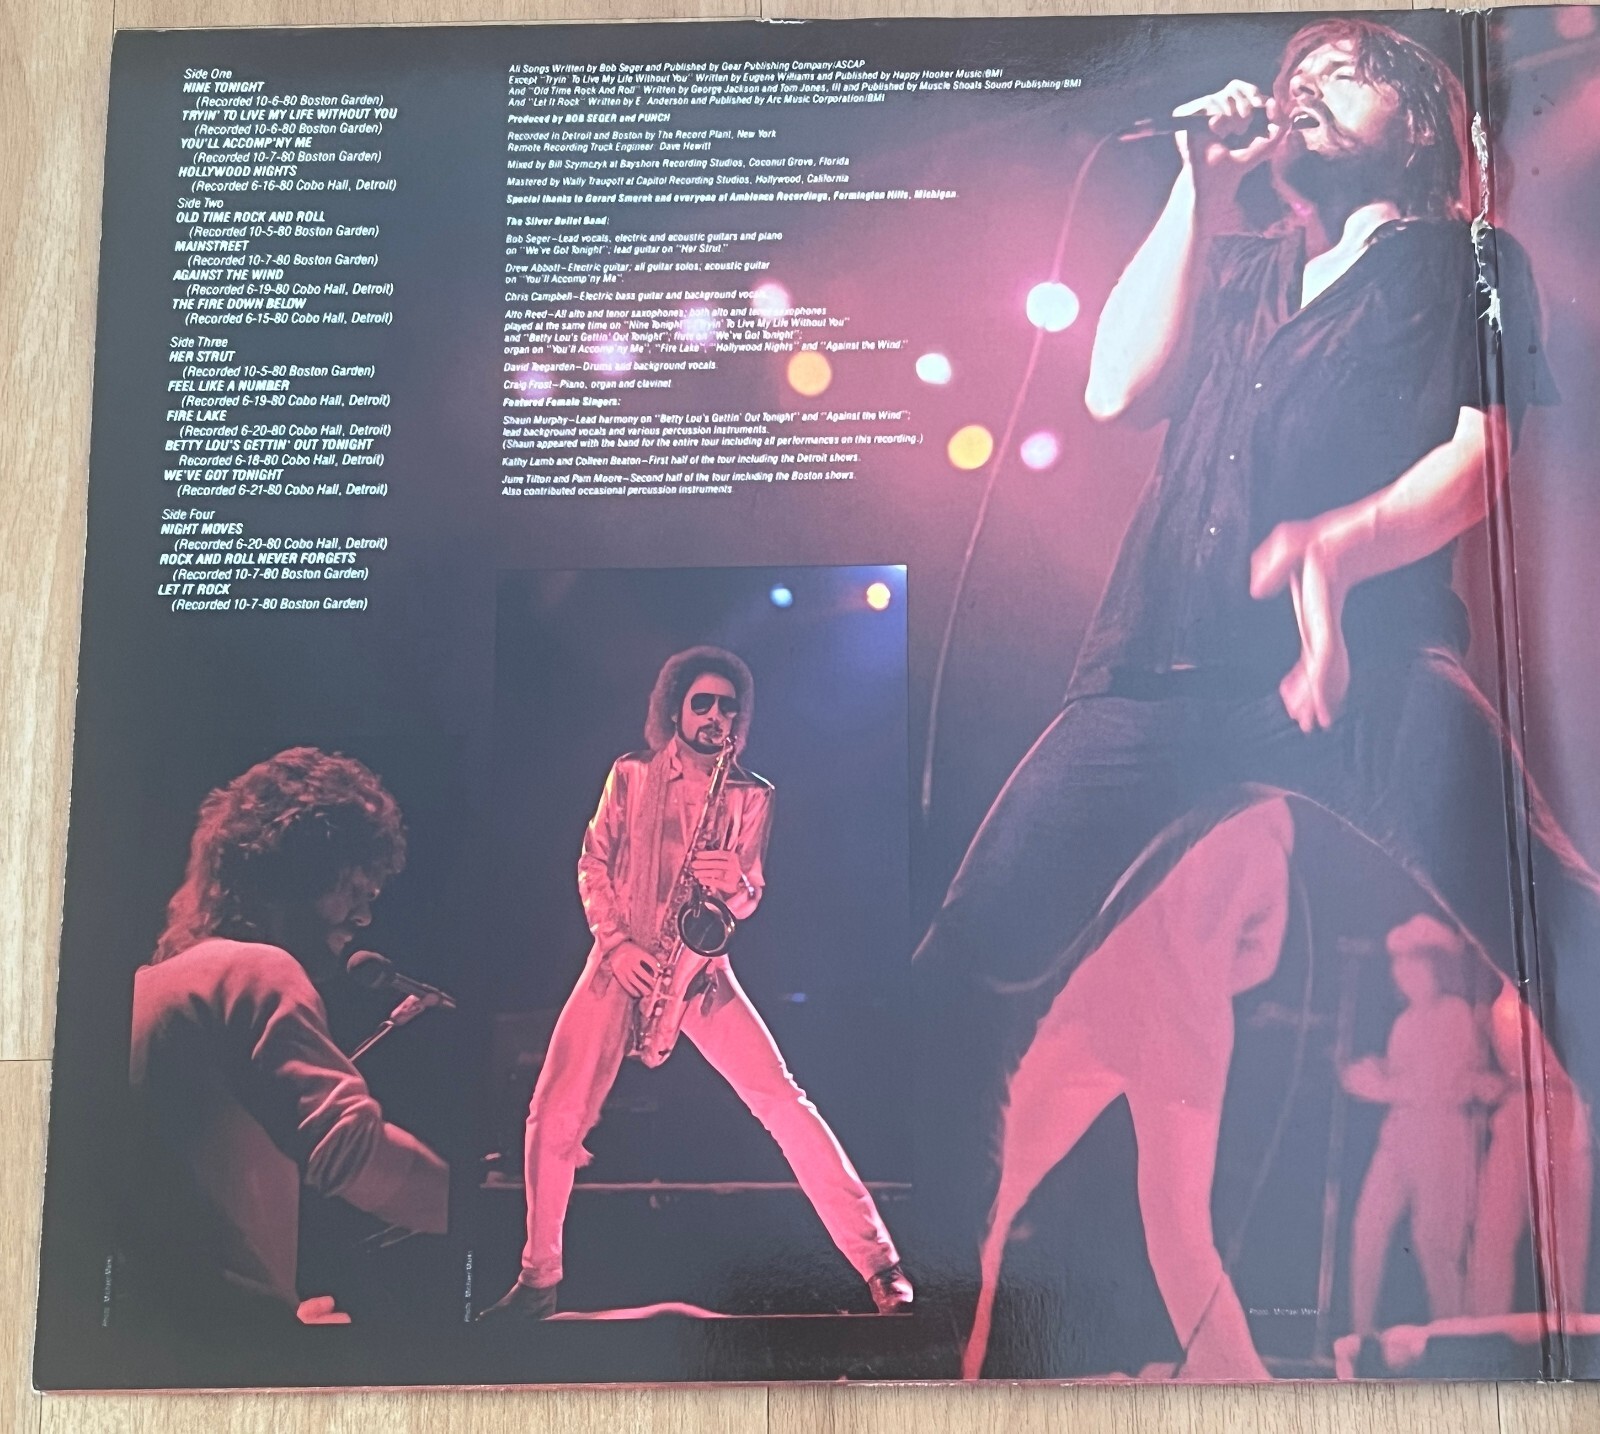 Side One
NINE TONIGHT
(Recorded 10-6-80 Boston Garden)
TRYIN' TO LIVE MY LIFE WITHOUT YOU
(Recorded 10-6-80 Boston Garden)
YOU'LL ACCOMP'NY ME
(Recorded 10-7-80 Boston Garden)
HOLLYWOOD NIGHTS
(Recorded 6-16-80 Cobo Hall, Detroit)
Side Two
OLD TIME ROCK AND ROLL
(Recorded 10-5-80 Boston Garden)
MAINSTREET
(Recorded 10-7-80 Boston Garden)
AGAINST THE WIND
(Recorded 6-19-80 Cobo Hall, Detroit)
THE FIRE DOWN BELOW
(Recorded 6-15-80 Cobo Hall, Detroit)
Side Three
HER STRUT
(Recorded 10-5-80 Boston Garden)
FEEL LIKE A NUMBER
(Recorded 6-19-80 Cobo Hall, Detroit)
FIRE LAKE
(Recorded 6-20-80 Cobo Hall, Detroit)
BETTY LOU'S GETTIN' OUT TONIGHT
Recorded 6-18-80 Cobo Hall, Detroit)
WE'VE GOT TONIGHT
(Recorded 6-21-80 Cobo Hall, Detroit)
Side Four
NIGHT MOVES
(Recorded 6-20-80 Cobo Hall, Detroit)
ROCK AND ROLL NEVER FORGETS
(Recorded 10-7-80 Boston Garden)
LET IT ROCK
(Recorded 10-7-80 Boston Garden)
All Songs Written by Bob Seger and Published by Gear Publishing Company/ASCAP
Except "Tryin' To Live My Life Without You" Written by Eugene Williams and Published by Happy Hooker Music/BMI
And "Old Time Rock And Roll" Written by George Jackson and Tom Jones, III and Published by Muscle Shoals Sound Publishing/BMI
And "Let It Rock" Written by E. Anderson and Published by Arc Music Corporation/BMI
Produced by BOB SEGER and PUNCH
Recorded in Detroit and Boston by The Record Plant, New York
Remote Recording Truck Engineer: Dave Hewitt
Mixed by Bill Szymczyk at Bayshore Recording Studios, Coconut Grove, Florida
Mastered by Wally Traugott at Capitol Recording Studios, Hollywood, California
Special thanks to Gerard Smerek and everyone at Ambience Recordings, Farmington Hills, Michigan.
The Silver Bullet Band:
Bob Seger–Lead vocals, electric and acoustic guitars and piano
on "We've Got Tonight"; lead guitar on "Her Strut"
Drew Abbott–Electric guitar; all guitar solos; acoustic guitar
on "You'll Accomp'ny Me".
Chris Campbell–Electric bass guitar and background vocals.
Alto Reed–All alto and tenor saxophones; both alto and tenor saxophones
played at the same time on "Nine Tonight", "Tryin' To Live My Life Without You"
and "Betty Lou's Gettin' Out Tonight"; flute on "We've Got Tonight";
organ on "You'll Accomp'ny Me", "Fire Lake", "Hollywood Nights" and "Against the Wind."
David Teegarden–Drums and background vocals.
Craig Frost–Piano, organ and clavinet
Featured Female Singers:
Shaun Murphy–Lead harmony on "Betty Lou's Gettin' Out Tonight" and "Against the Wind";
lead background vocals and various percussion instruments.
(Shaun appeared with the band for the entire tour including all performances on this recording.)
Kathy Lamb and Colleen Beaton–First half of the tour including the Detroit shows.
June Tilton and Pam Moore–Second half of the tour including the Boston shows.
Also contributed occasional percussion instruments.
Photo: Michael Marks
Photo: Michael Marks
Photo: Michael Marks